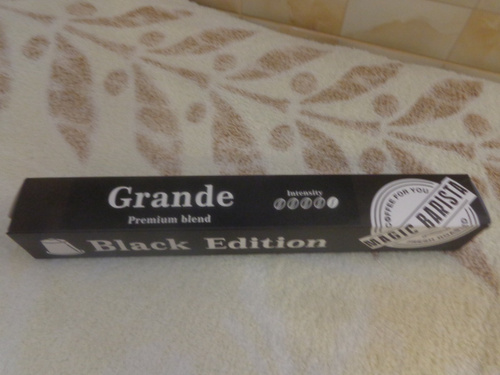 Grande
Premium blend
Intensity
Black Edition
COFFEE FOR YOU
MAGIC BARISTA